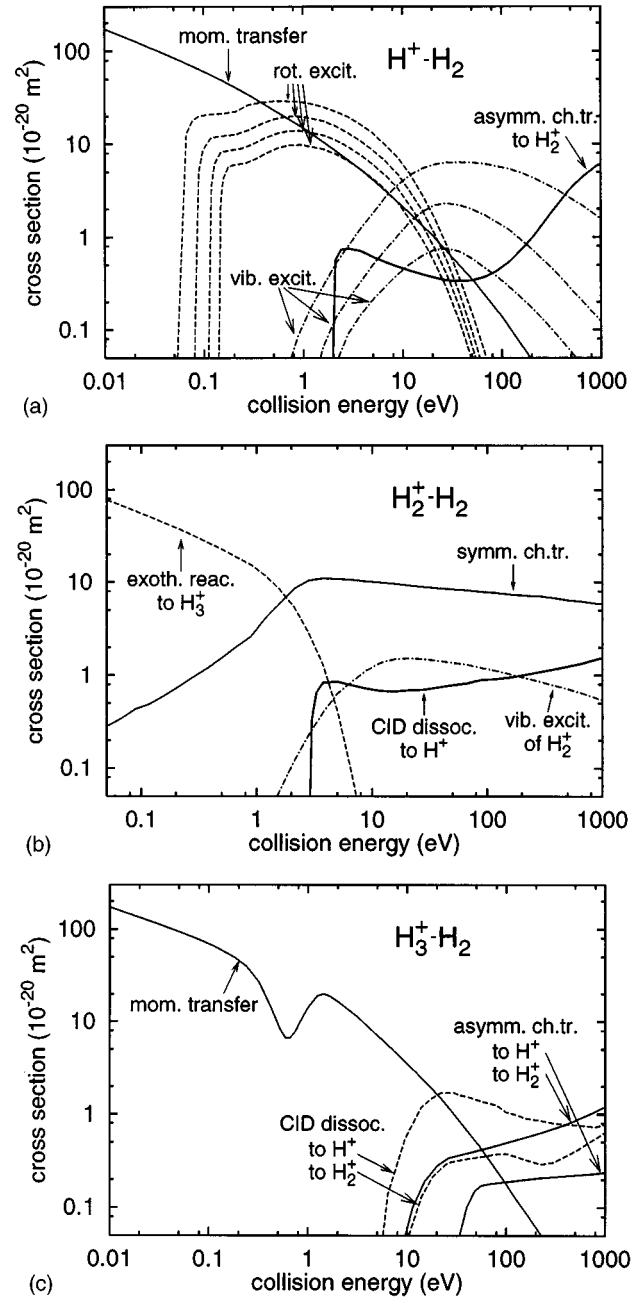 100
10
1
0.1
cross section (10⁻²⁰ m²)
mom. transfer
rot. excit.
H⁺-H₂
asymm. ch.tr.
to H₂⁺
vib. excit.
0.01
0.1
1
10
100
1000
collision energy (eV)
(a)
100
10
1
0.1
cross section (10⁻²⁰ m²)
H₂⁺-H₂
exoth. reac.
to H₃⁺
symm. ch.tr.
CID dissoc.
to H⁺
vib. excit.
of H₂⁺
0.1
1
10
100
1000
collision energy (eV)
(b)
100
10
1
0.1
cross section (10⁻²⁰ m²)
H₃⁺-H₂
mom. transfer
asymm. ch.tr.
to H⁺
to H₂⁺
CID dissoc.
to H⁺
to H₂⁺
0.01
0.1
1
10
100
1000
collision energy (eV)
(c)